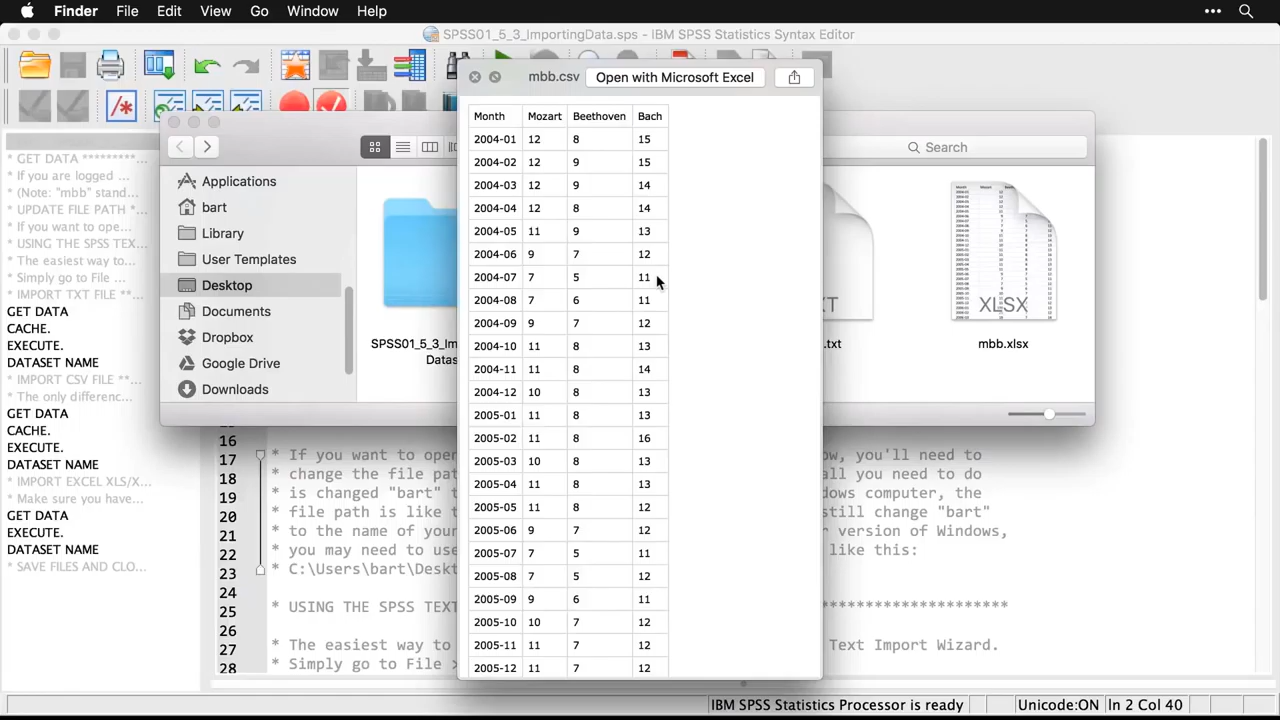 Finder File Edit View Go Window Help
SPSS01_5_3_ImportingData.sps - IBM SPSS Statistics Syntax Editor
mbb.csv Open with Microsoft Excel
Search
Month Mozart Beethoven Bach
2004-01 12 8 15
2004-02 12 9 15
2004-03 12 9 14
2004-04 12 8 14
2004-05 11 9 13
2004-06 9 7 12
2004-07 7 5 11
2004-08 7 6 11
2004-09 9 7 12
2004-10 11 8 13
2004-11 11 8 14
2004-12 10 8 13
2005-01 11 8 13
2005-02 11 8 16
2005-03 10 8 13
2005-04 11 8 13
2005-05 11 8 12
2005-06 9 7 12
2005-07 7 5 11
2005-08 7 5 12
2005-09 9 6 11
2005-10 10 7 12
2005-11 11 7 12
2005-12 11 7 12
Applications
bart
Library
User Templates
Desktop
Documents
Dropbox
Google Drive
Downloads
SPSS01_5_3_Im
Datas
.txt
XLSX
mbb.xlsx
* GET DATA *********...
* If you are logged ...
* (Note: "mbb" stand...
* UPDATE FILE PATH *...
* If you want to ope...
* USING THE SPSS TEX...
* The easiest way to...
* Simply go to File ...
* IMPORT TXT FILE **...
GET DATA
CACHE.
EXECUTE.
DATASET NAME
* IMPORT CSV FILE **...
* The only differenc...
GET DATA
CACHE.
EXECUTE.
DATASET NAME
* IMPORT EXCEL XLS/X...
* Make sure you have...
GET DATA
EXECUTE.
DATASET NAME
* SAVE FILES AND CLO...
16
17 * If you want to open ow, you'll need to
18 * change the file pat all you need to do
19 * is changed "bart" t dows computer, the
20 * file path is like t still change "bart"
21 * to the name of your r version of Windows,
22 * you may need to use like this:
23 * C:\Users\bart\Deskt
24
25 * USING THE SPSS TEXT ***********************
26
27 * The easiest way to Text Import Wizard.
28 * Simply go to File >
IBM SPSS Statistics Processor is ready Unicode:ON In 2 Col 40